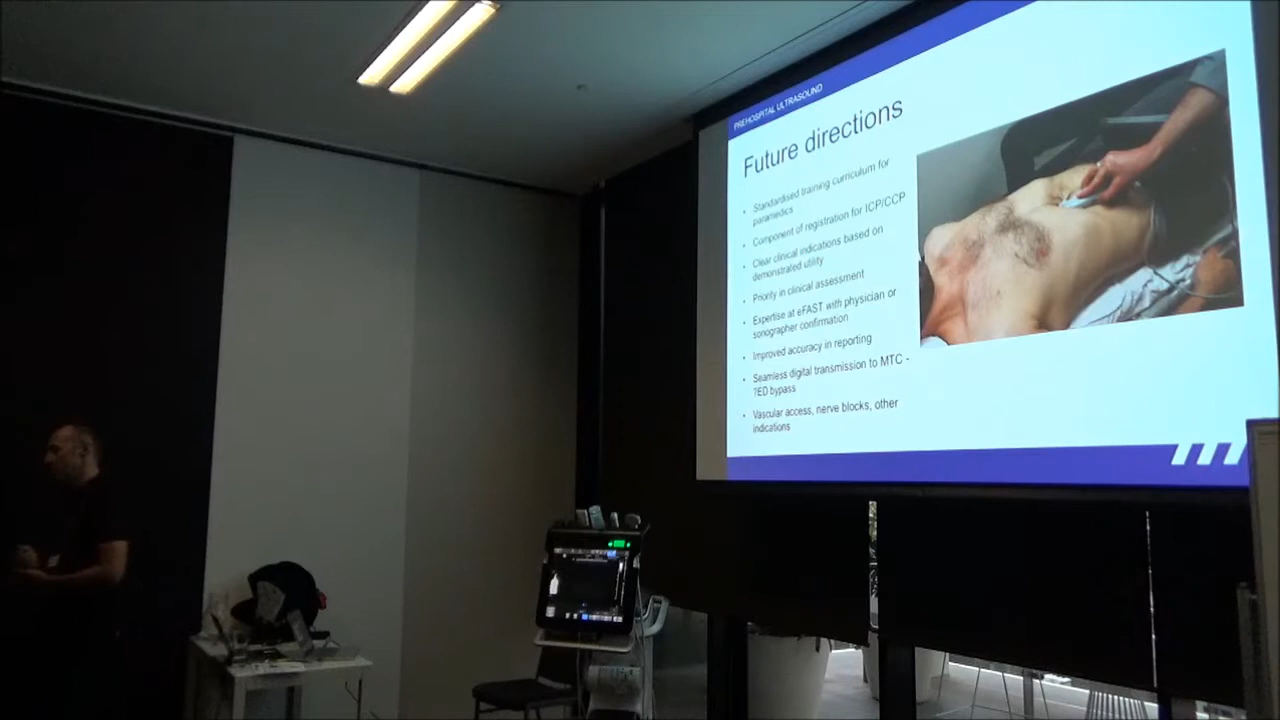 PREHOSPITAL ULTRASOUND
Future directions
• Standardised training curriculum for
paramedics
• Component of registration for ICP/CCP
• Clear clinical indications based on
demonstrated utility
• Priority in clinical assessment
• Expertise at eFAST with physician or
sonographer confirmation
• Improved accuracy in reporting
• Seamless digital transmission to MTC -
?ED bypass
• Vascular access, nerve blocks, other
indications